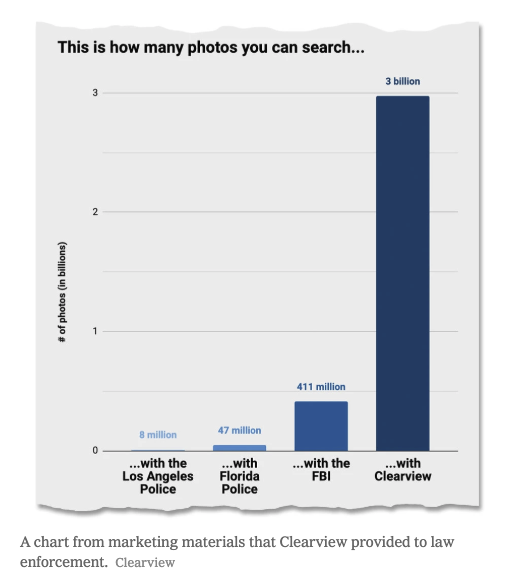 This is how many photos you can search...
3 billion
3
2
# of photos (in billions)
1
411 million
47 million
8 million
0
...with the
Los Angeles
Police
...with
Florida
Police
...with the
FBI
...with
Clearview
A chart from marketing materials that Clearview provided to law
enforcement. Clearview